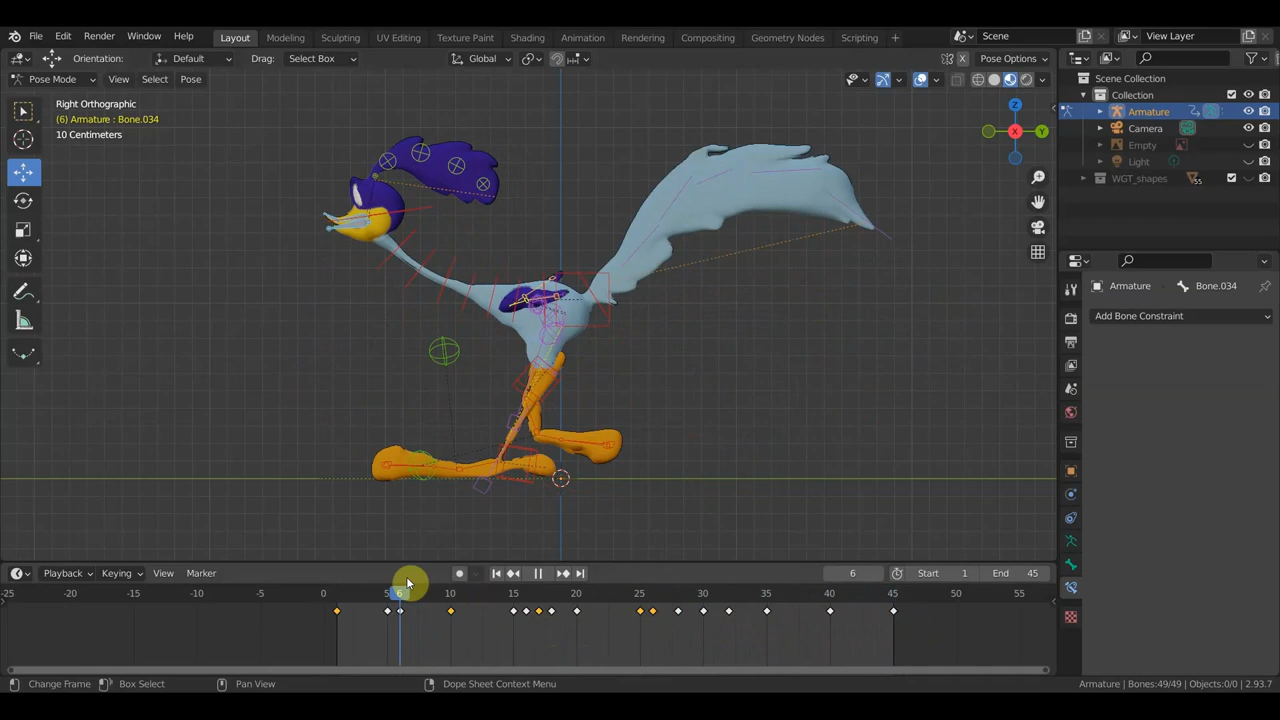 File Edit Render Window Help Layout Modeling Sculpting UV Editing Texture Paint Shading Animation Rendering Compositing Geometry Nodes Scripting + Scene View Layer
Orientation: Default Drag: Select Box Global Pose Options
Pose Mode View Select Pose
Scene Collection
Collection
Armature
Camera
Empty
Light
WGT_shapes 55
Right Orthographic
(6) Armature : Bone.034
10 Centimeters
Z
Y
X
Armature Bone.034
Add Bone Constraint
Playback Keying View Marker 6 Start 1 End 45
-25 -20 -15 -10 -5 0 5 6 10 15 20 25 30 35 40 45 50 55
Change Frame Box Select Pan View Dope Sheet Context Menu Armature | Bones:49/49 | Objects:0/0 | 2.93.7